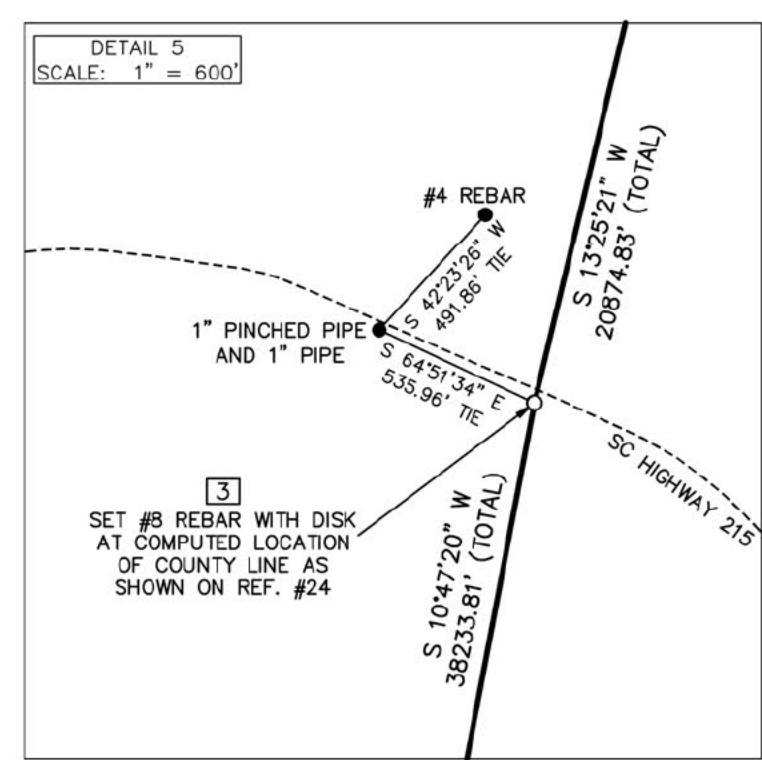 DETAIL 5
SCALE: 1" = 600'
#4 REBAR
S 42°23'26" W
491.86' TIE
S 13°25'21" W
20874.83' (TOTAL)
1" PINCHED PIPE
AND 1" PIPE
S 64°51'34" E
535.96' TIE
SC HIGHWAY 215
3
SET #8 REBAR WITH DISK
AT COMPUTED LOCATION
OF COUNTY LINE AS
SHOWN ON REF. #24
S 10°47'20" W
38233.81' (TOTAL)